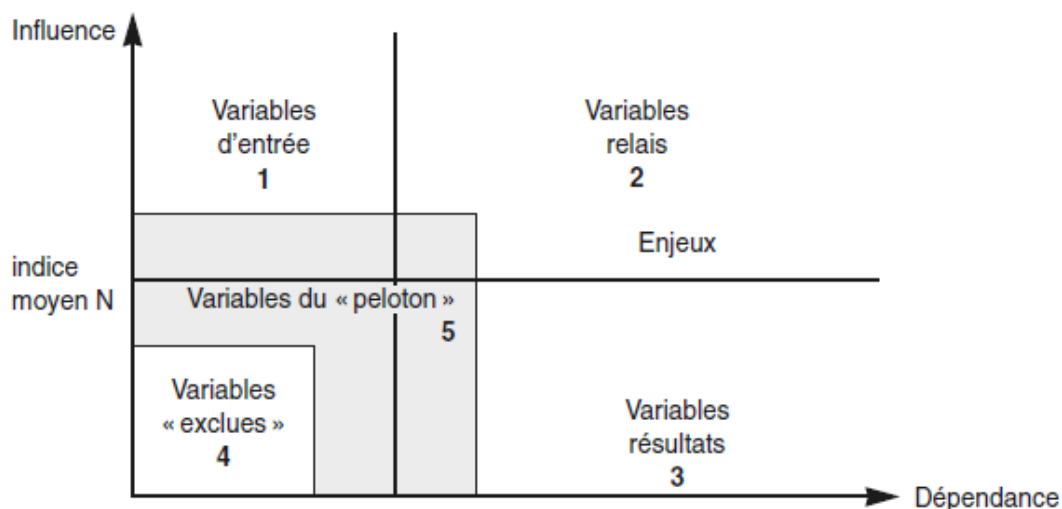 Influence
Variables
d'entrée
1
Variables
relais
2
Enjeux
indice
moyen N
Variables du « peloton »
5
Variables
« exclues »
4
Variables
résultats
3
Dépendance